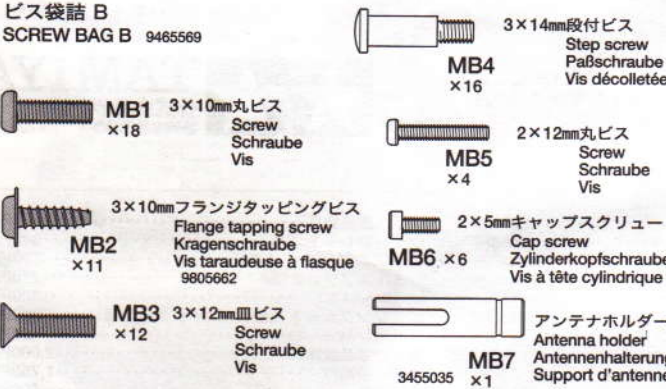 ビス袋詰 B
SCREW BAG B 9465569
MB1 3×10mm丸ビス
×18 Screw
Schraube
Vis
3×10mmフランジタッピングビス
MB2 Flange tapping screw
×11 Kragenschraube
Vis taraudeuse à flasque
9805662
MB3 3×12mm皿ビス
×12 Screw
Schraube
Vis
3×14mm段付ビス
MB4 Step screw
×16 Paßschraube
Vis décolletée
2×12mm丸ビス
MB5 Screw
×4 Schraube
Vis
2×5mmキャップスクリュー
MB6 ×6 Cap screw
Zylinderkopfschraube
Vis à tête cylindrique
アンテナホルダー
MB7 Antenna holder
×1 Antennenhalterung
3455035 Support d'antenne